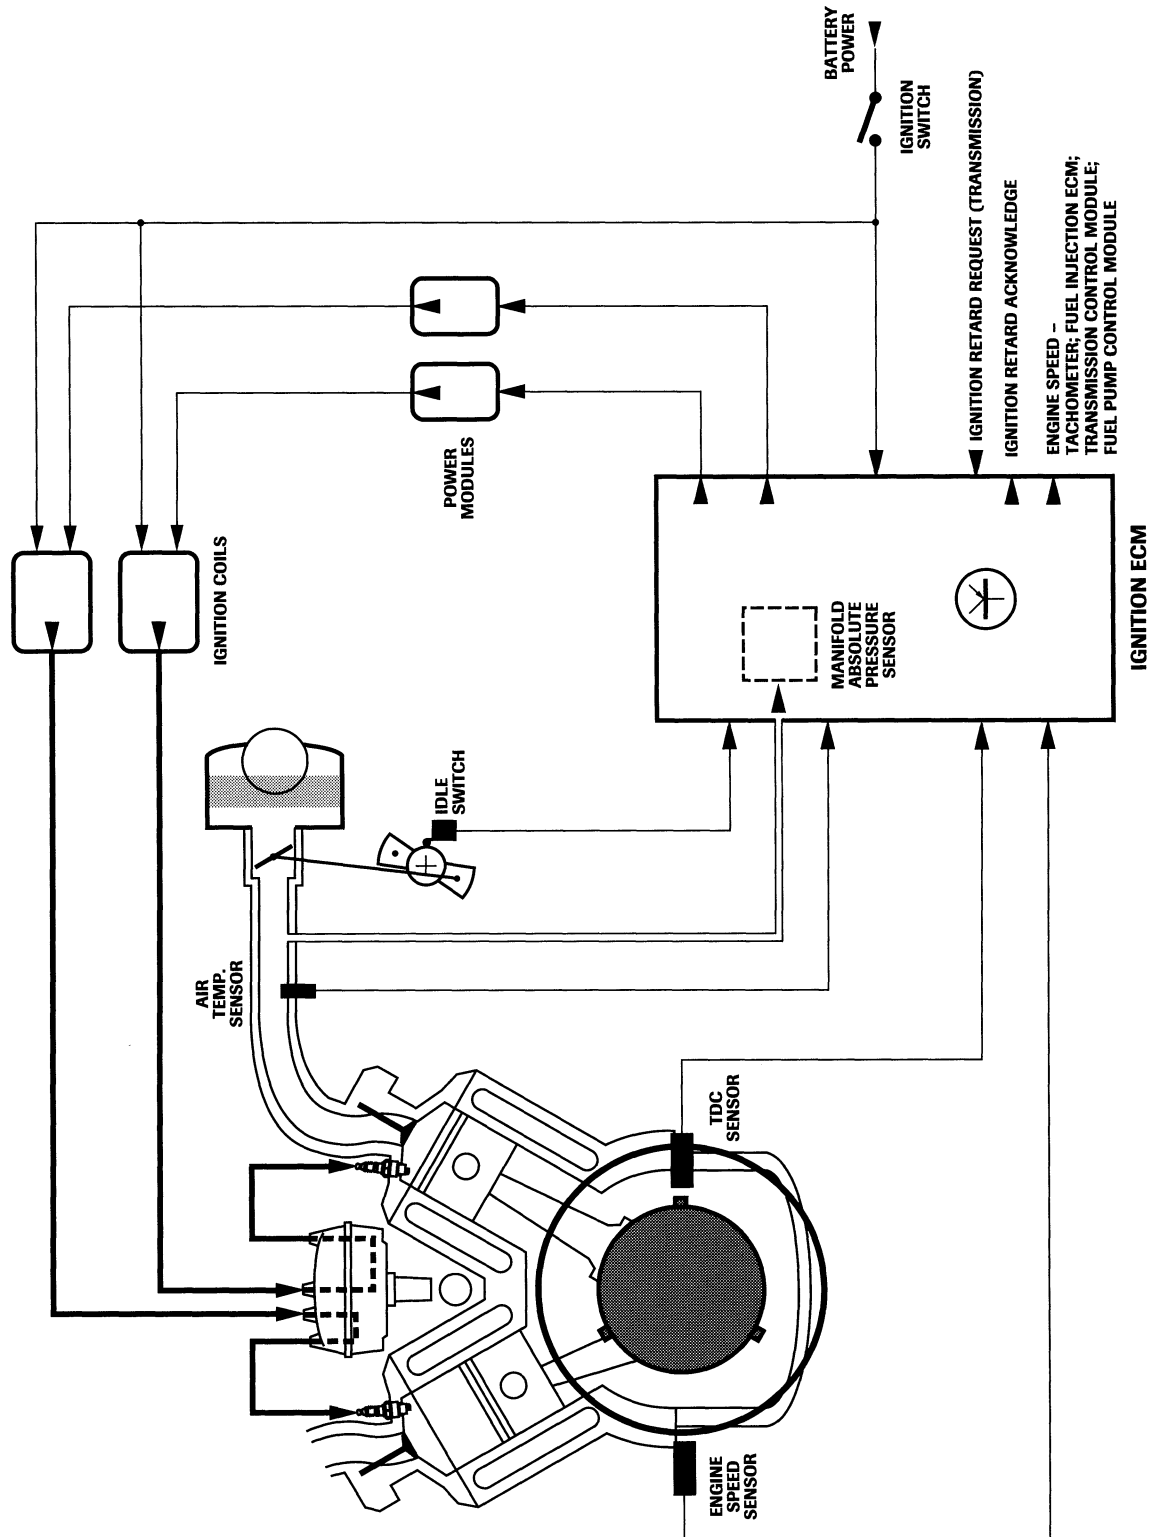 BATTERY
POWER
IGNITION
SWITCH
IGNITION RETARD REQUEST (TRANSMISSION)
IGNITION RETARD ACKNOWLEDGE
ENGINE SPEED –
TACHOMETER; FUEL INJECTION ECM;
TRANSMISSION CONTROL MODULE;
FUEL PUMP CONTROL MODULE
POWER
MODULES
IGNITION COILS
MANIFOLD
ABSOLUTE
PRESSURE
SENSOR
IGNITION ECM
IDLE
SWITCH
AIR
TEMP.
SENSOR
TDC
SENSOR
ENGINE
SPEED
SENSOR